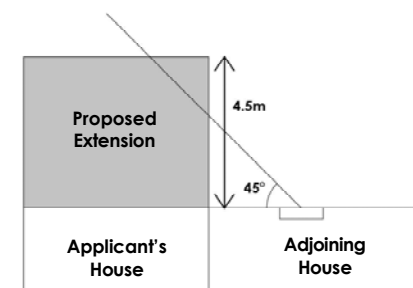 4.5m
Proposed
Extension
45°
Applicant's
House
Adjoining
House